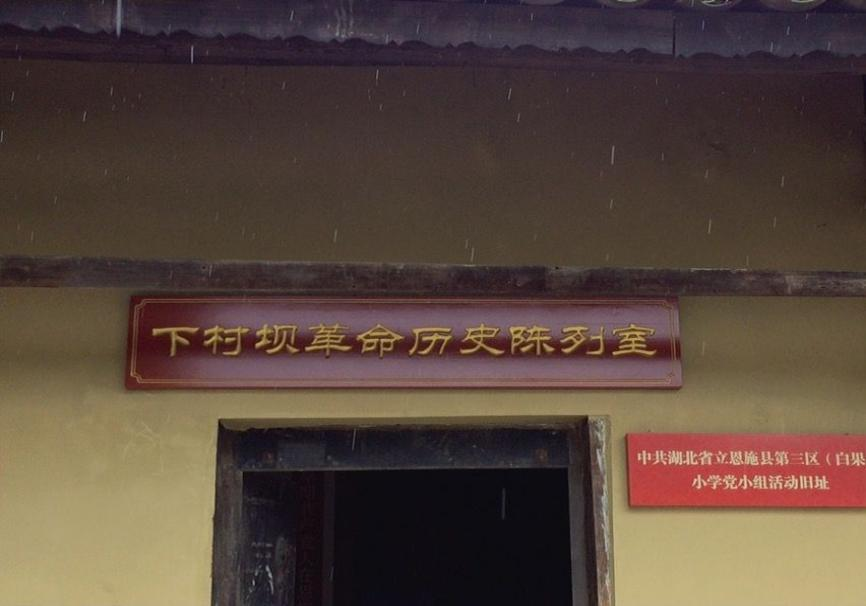 下村坝革命历史陈列室
中共湖北省立恩施县第三区（白果
小学党小组活动旧址